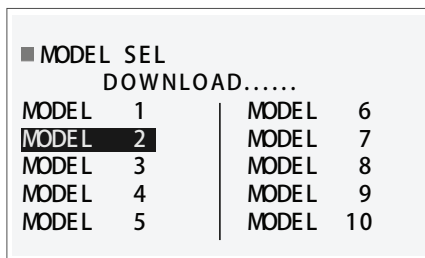 ■ MODEL SEL
DOWNLOAD......
MODEL 1 MODEL 6
MODEL 2 MODEL 7
MODEL 3 MODEL 8
MODEL 4 MODEL 9
MODEL 5 MODEL 10